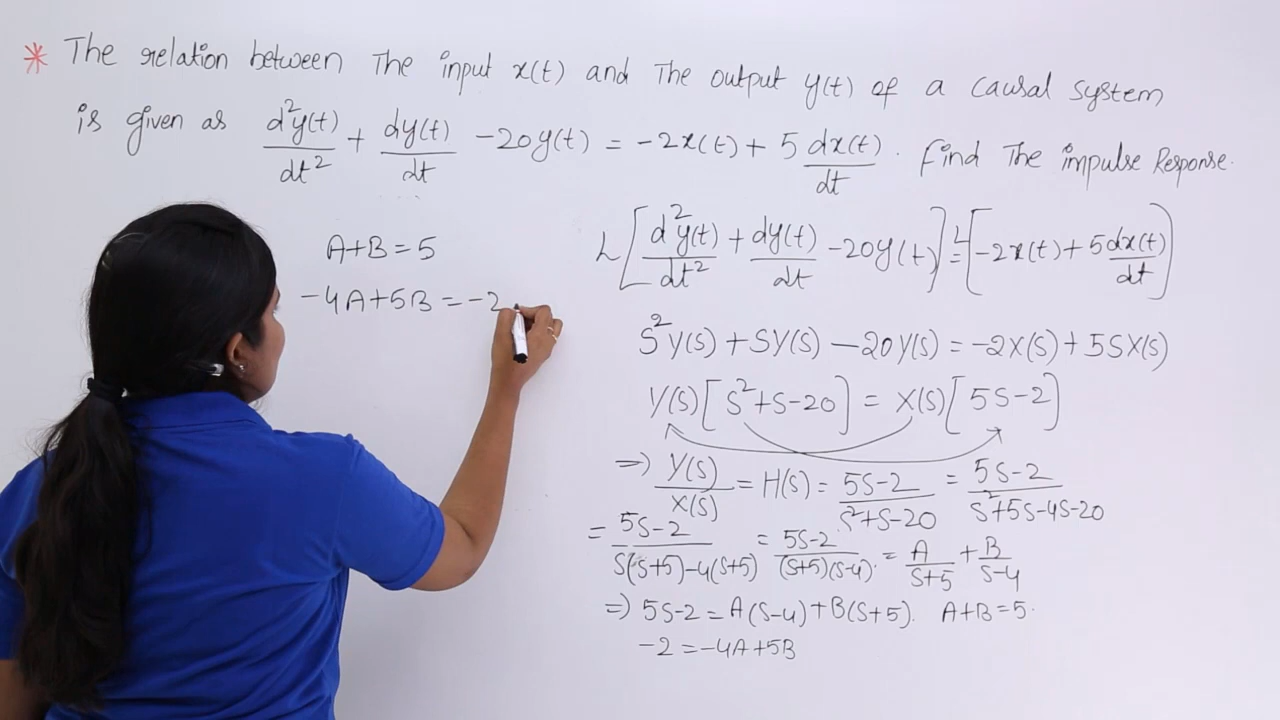 * The relation between The input x(t) and The output y(t) of a causal system
is given as d²y(t)/dt² + dy(t)/dt -20y(t) = -2x(t) + 5 dx(t)/dt . Find The impulse Response.
A+B = 5
-4A+5B = -2
L[d²y(t)/dt² + dy(t)/dt -20y(t)] = L[-2x(t) + 5dx(t)/dt]
S²Y(S) + SY(S) - 20Y(S) = -2X(S) + 5SX(S)
Y(S)[S²+S-20] = X(S)[5S-2]
=> Y(S)/X(S) = H(S) = 5S-2/S²+S-20 = 5S-2/S²+5S-4S-20
= 5S-2/S(S+5)-4(S+5) = 5S-2/(S+5)(S-4) = A/S+5 + B/S-4
=> 5S-2 = A(S-4)+B(S+5). A+B = 5.
-2 = -4A+5B